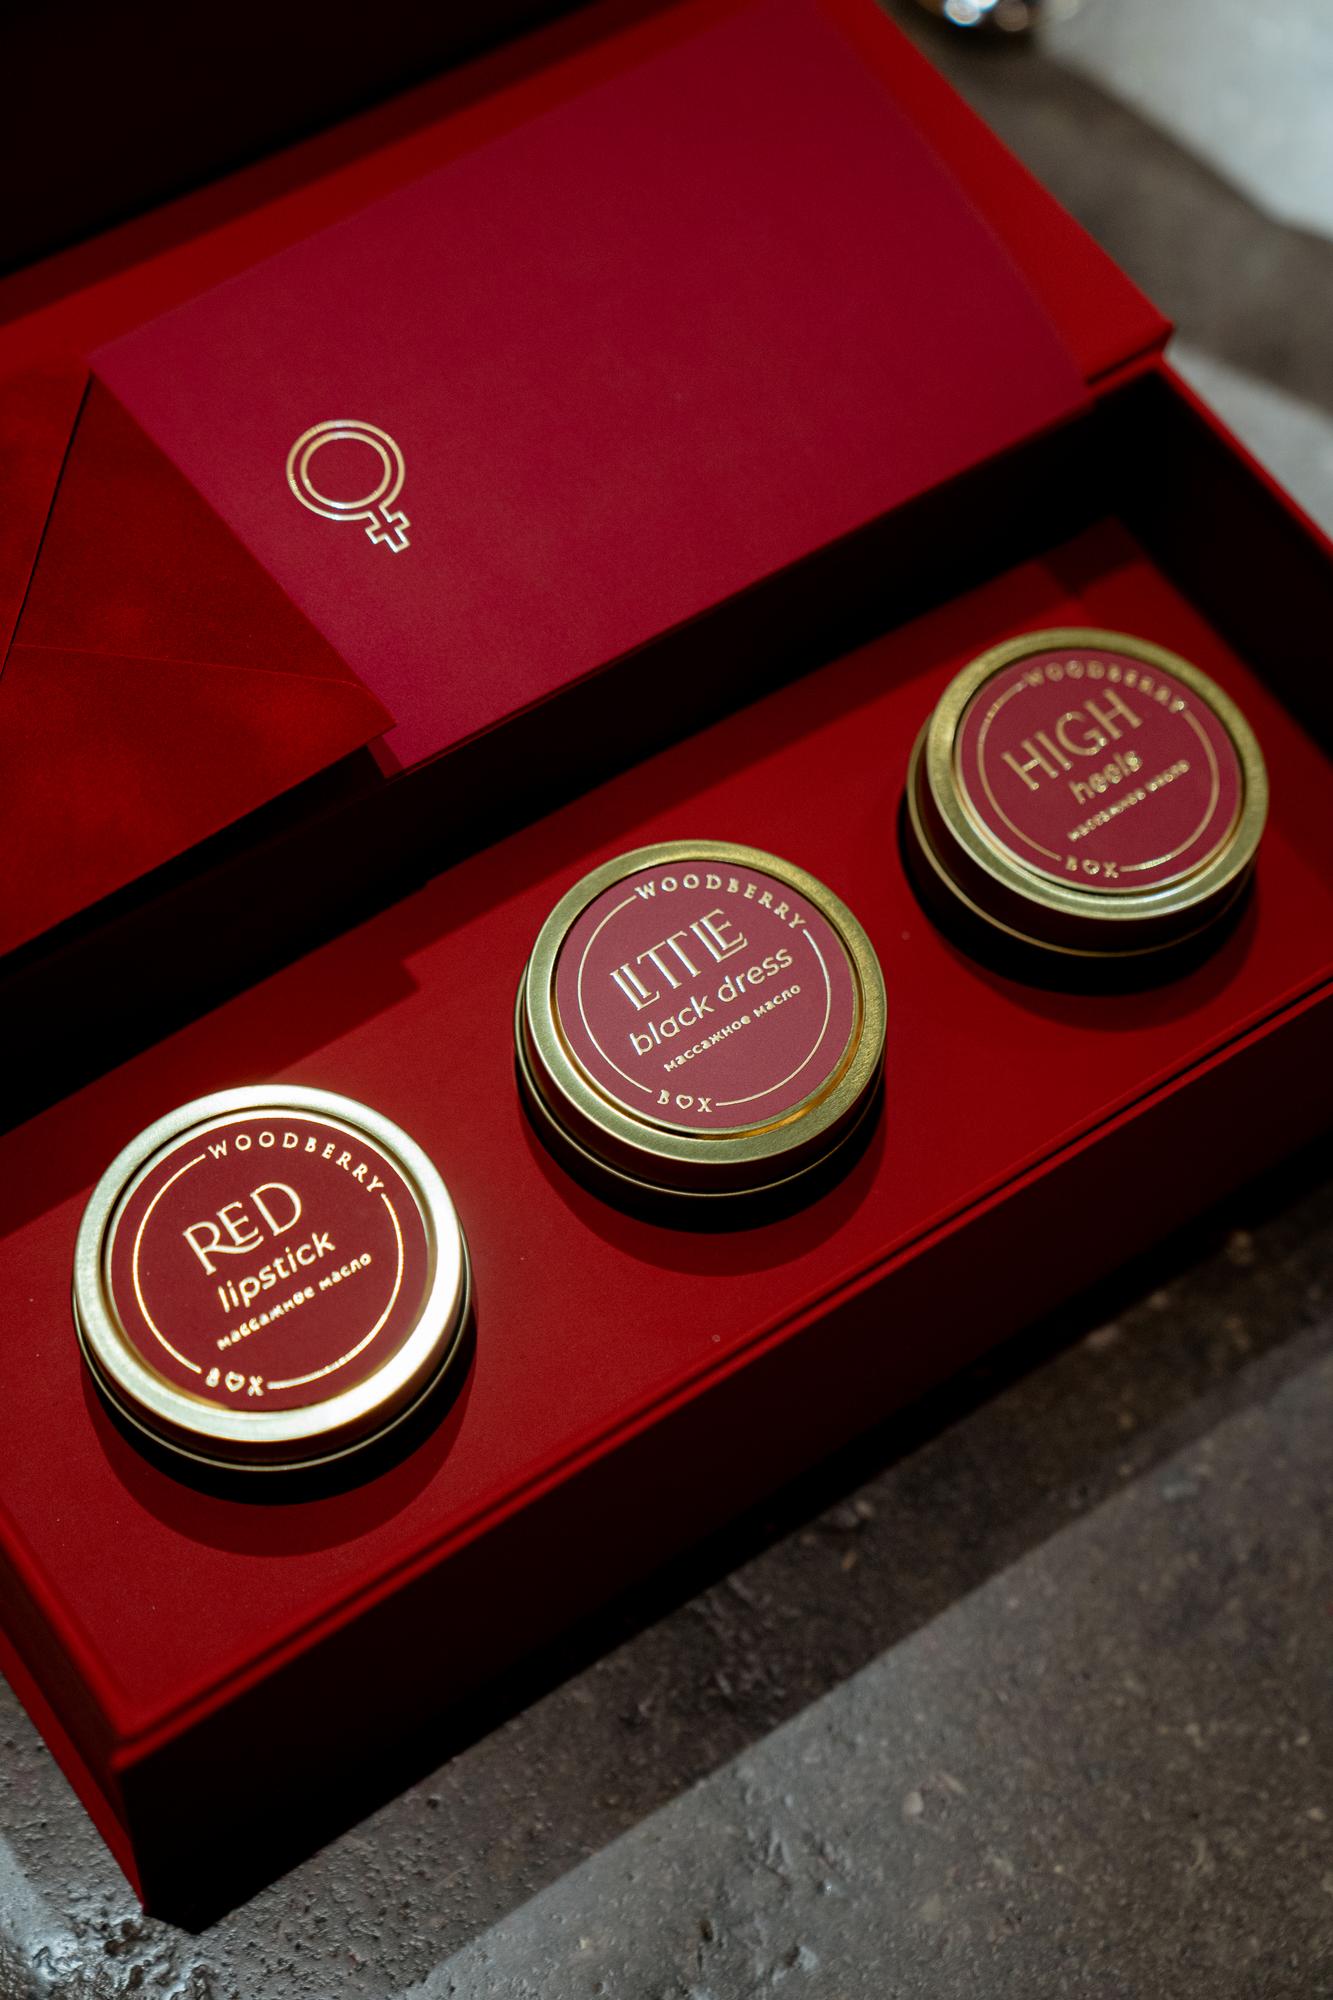 WOODBERRY
RED
lipstick
массажное масло
BOX
WOODBERRY
LITTLE
black dress
массажное масло
BOX
WOODBERRY
HIGH
heels
массажное масло
BOX